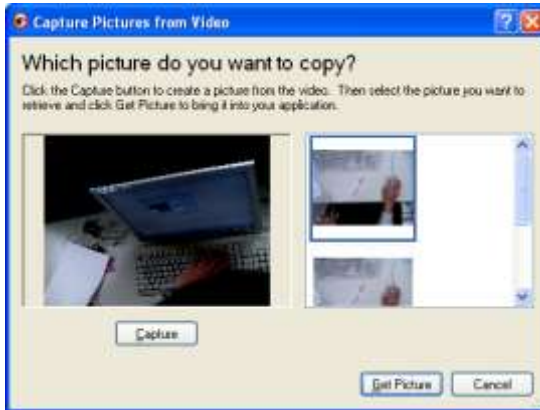 Capture Pictures from Video
Which picture do you want to copy?
Click the Capture button to create a picture from the video. Then select the picture you want to
retrieve and click Get Picture to bring it into your application.
Capture
Get Picture
Cancel